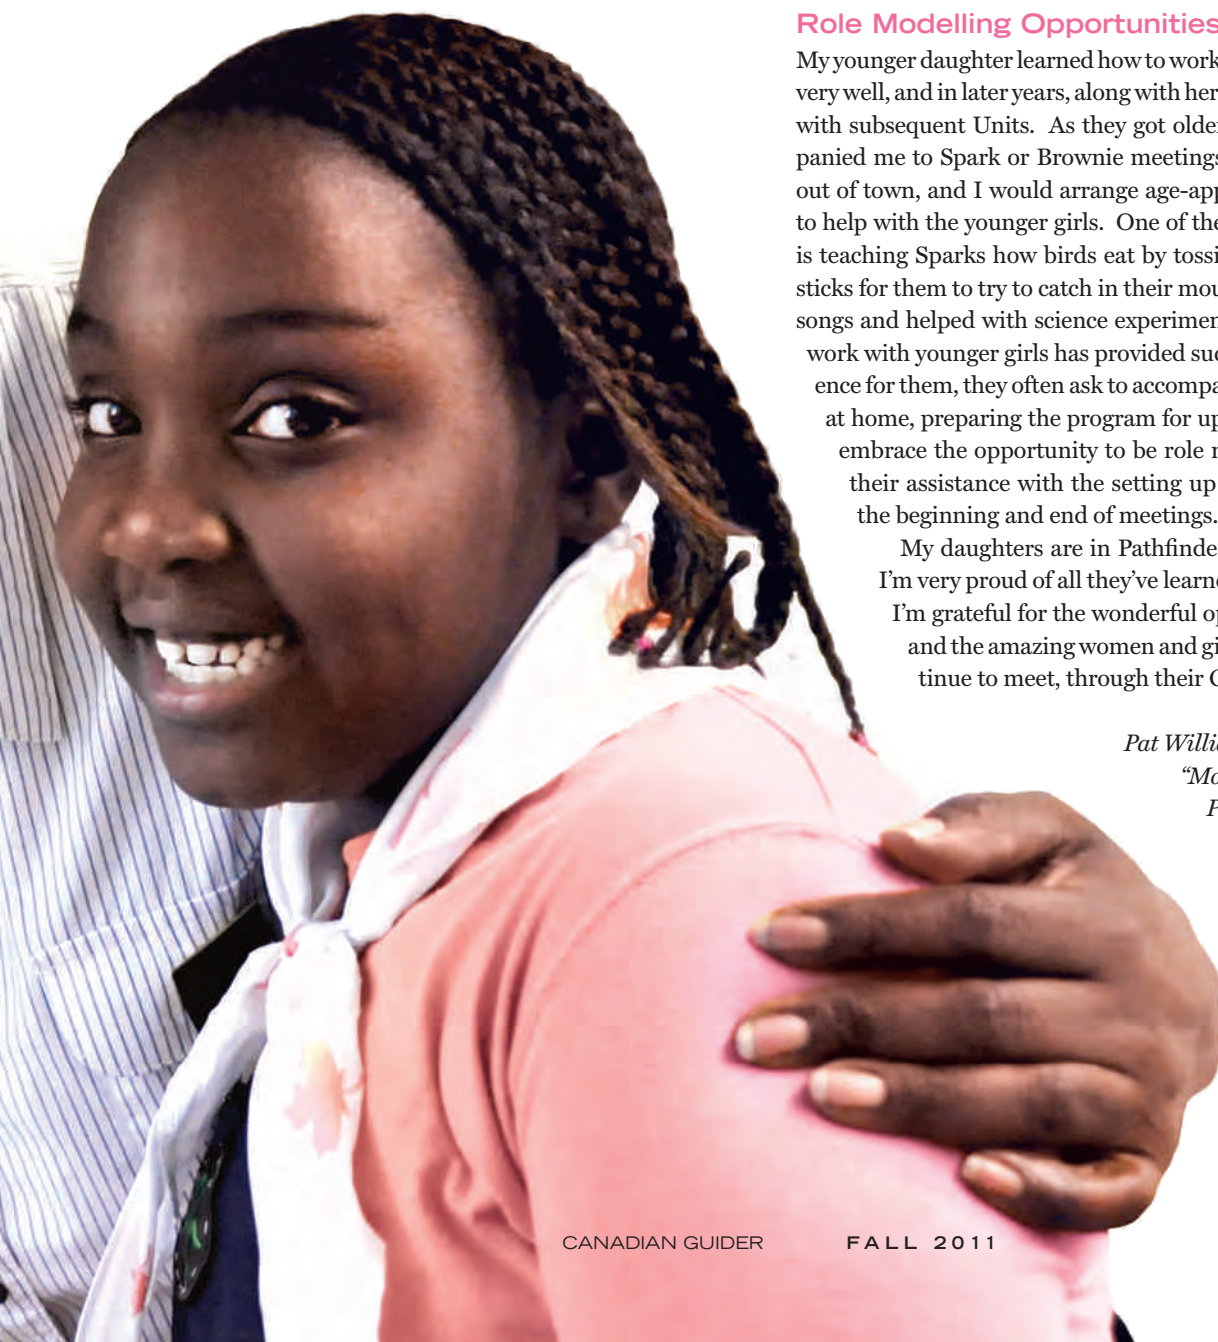 Role Modelling Opportunities
My younger daughter learned how to work
very well, and in later years, along with her
with subsequent Units. As they got older
panied me to Spark or Brownie meetings
out of town, and I would arrange age-app
to help with the younger girls. One of the
is teaching Sparks how birds eat by tossi
sticks for them to try to catch in their mou
songs and helped with science experimen
work with younger girls has provided suc
ence for them, they often ask to accompa
at home, preparing the program for up
embrace the opportunity to be role
their assistance with the setting up
the beginning and end of meetings.
My daughters are in Pathfinde
I'm very proud of all they've learne
I'm grateful for the wonderful op
and the amazing women and gi
tinue to meet, through their
Pat Willia
“Mo
P
CANADIAN GUIDER FALL 2011